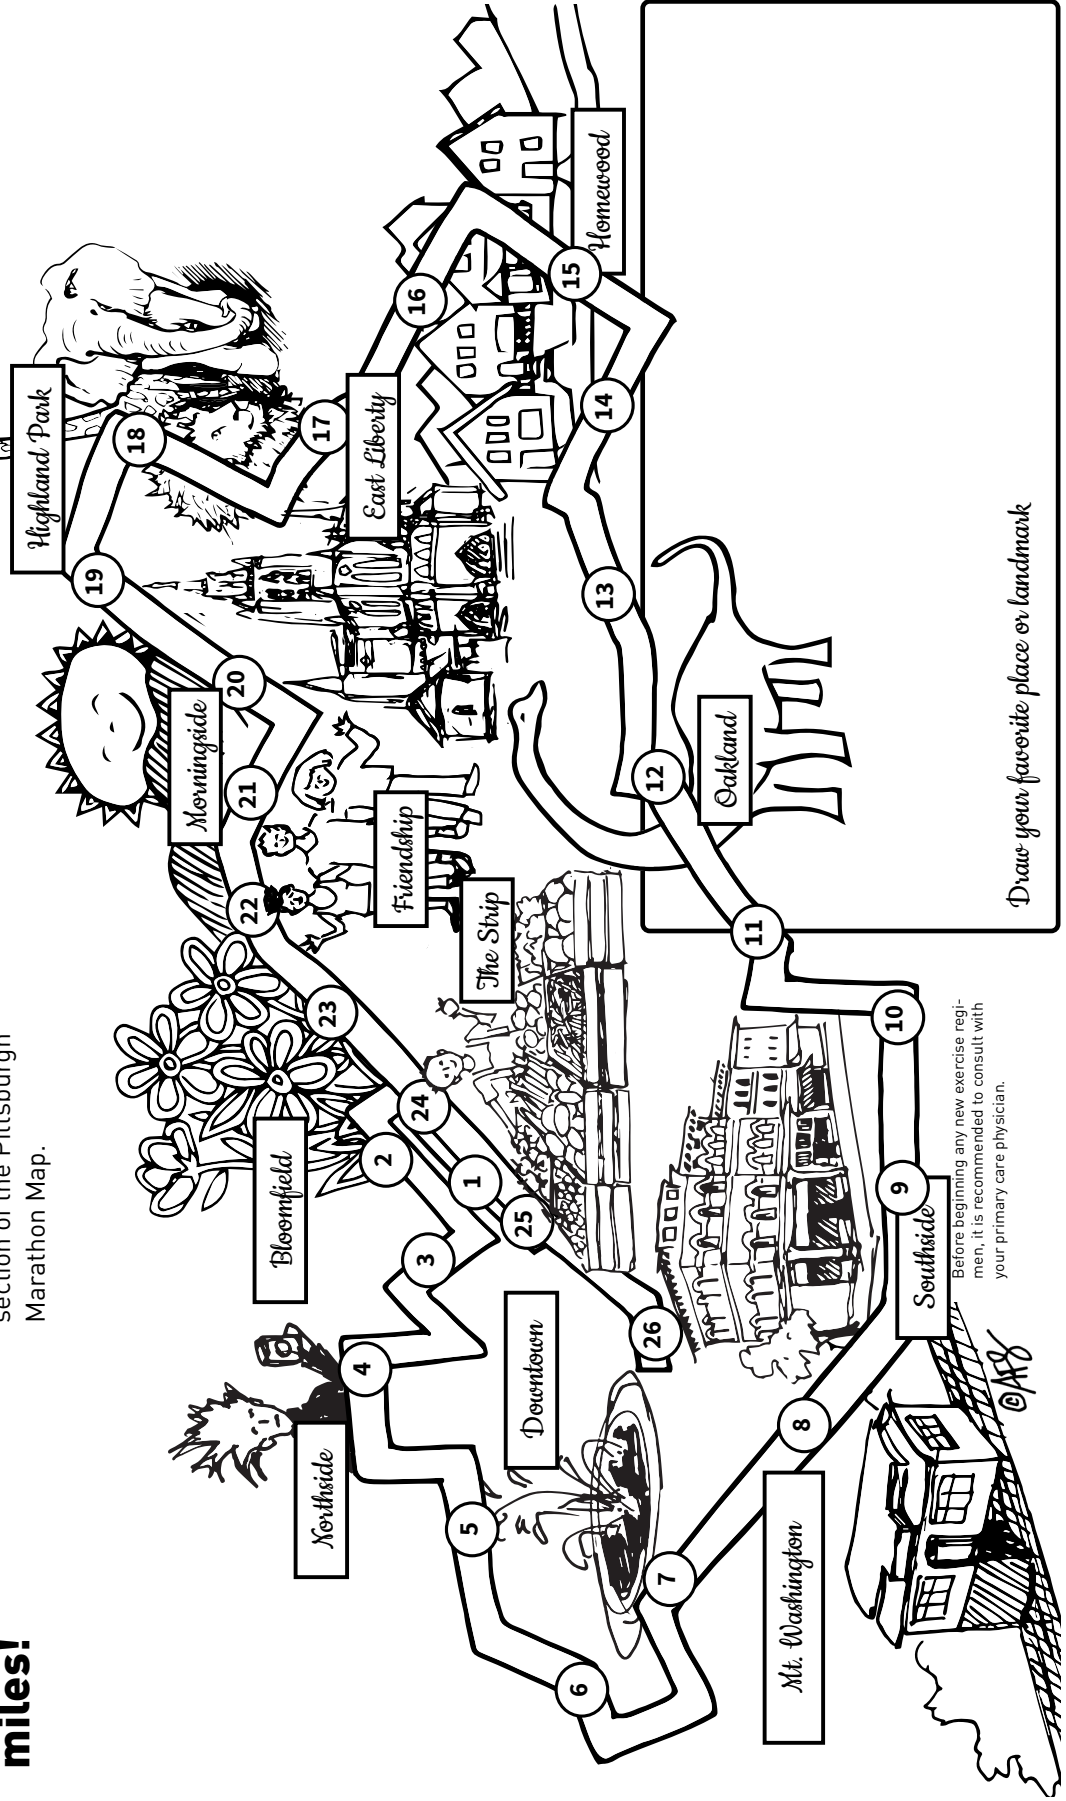 miles!
section of the Pittsburgh
Marathon Map.
Highland Park
18
19
Morningside
20
21
22
Bloomfield
Northside
17
23
East Liberty
Friendship
4
2
24
16
3
The Strip
1
5
25
Downtown
15
Homewood
6
14
13
26
12
7
Oakland
11
Mt. Washington
8
10
9
Southside
Before beginning any new exercise regi-
men, it is recommended to consult with
your primary care physician.
Draw your favorite place or landmark